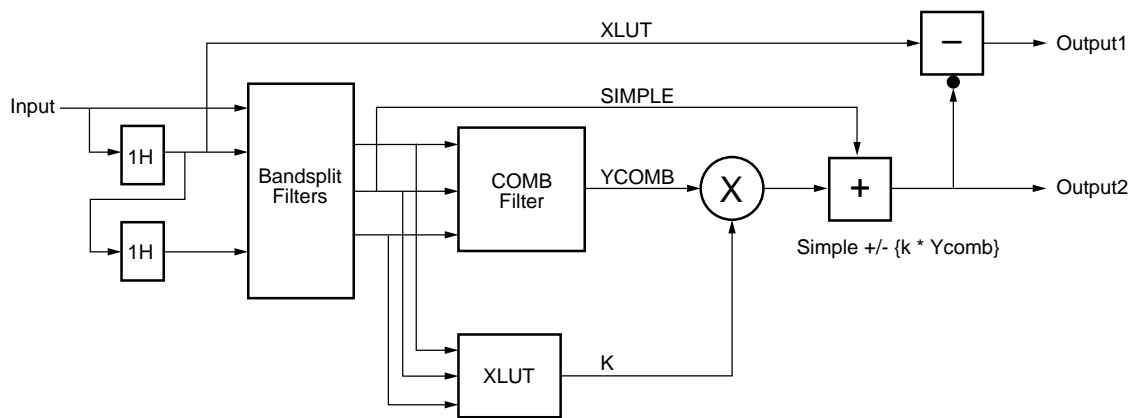 XLUT
−
Output1
Input
SIMPLE
1H
Bandsplit
Filters
COMB
Filter
YCOMB
X
+
Output2
1H
Simple +/- {k * Ycomb}
XLUT
K